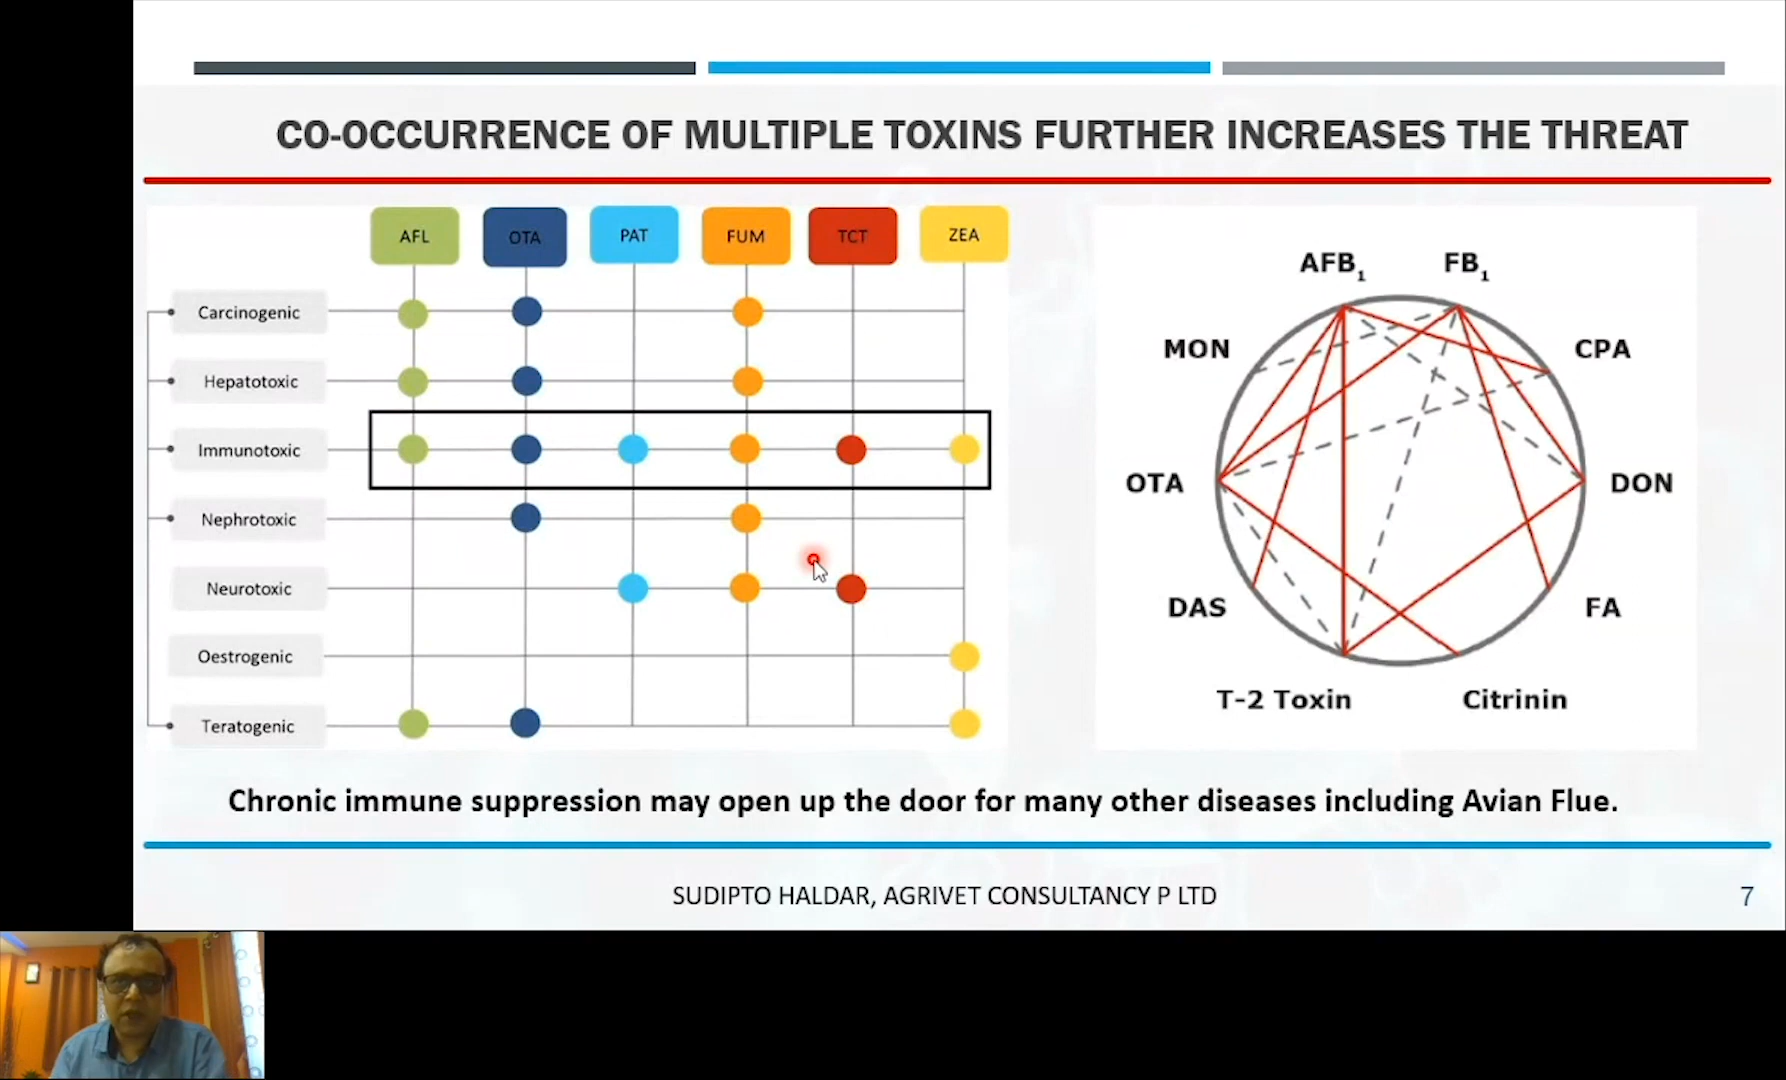 CO-OCCURRENCE OF MULTIPLE TOXINS FURTHER INCREASES THE THREAT
AFL OTA PAT FUM TCT ZEA
Carcinogenic
Hepatotoxic
Immunotoxic
Nephrotoxic
Neurotoxic
Oestrogenic
Teratogenic
AFB1 FB1
MON CPA
OTA DON
DAS FA
T-2 Toxin Citrinin
Chronic immune suppression may open up the door for many other diseases including Avian Flue.
SUDIPTO HALDAR, AGRIVET CONSULTANCY P LTD
7